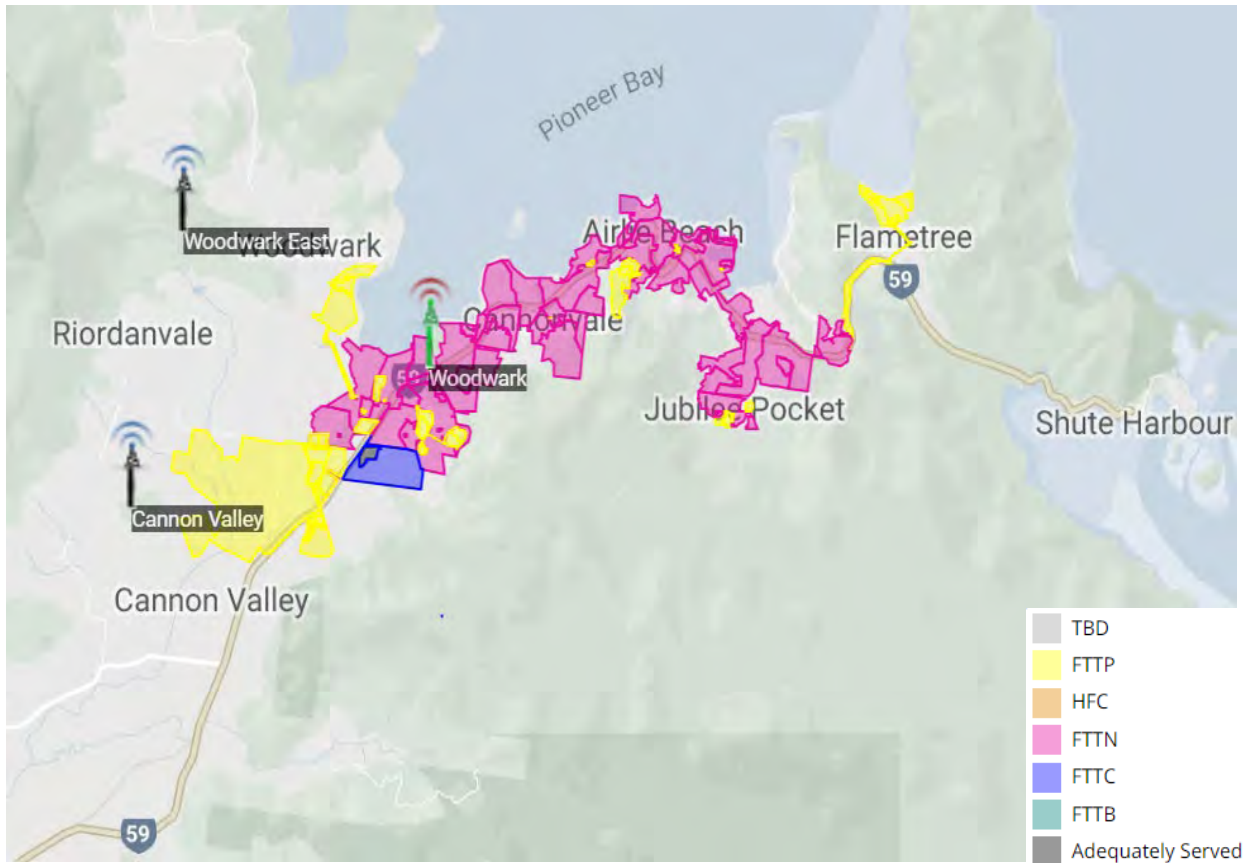 Pioneer Bay
Woodwark East
Woodwark
Airlie Beach
Flametree
59
Riordanvale
Cannonvale
59
Woodwark
Jubilee Pocket
Shute Harbour
Cannon Valley
Cannon Valley
59
TBD
FTTP
HFC
FTTN
FTTC
FTTB
Adequately Served